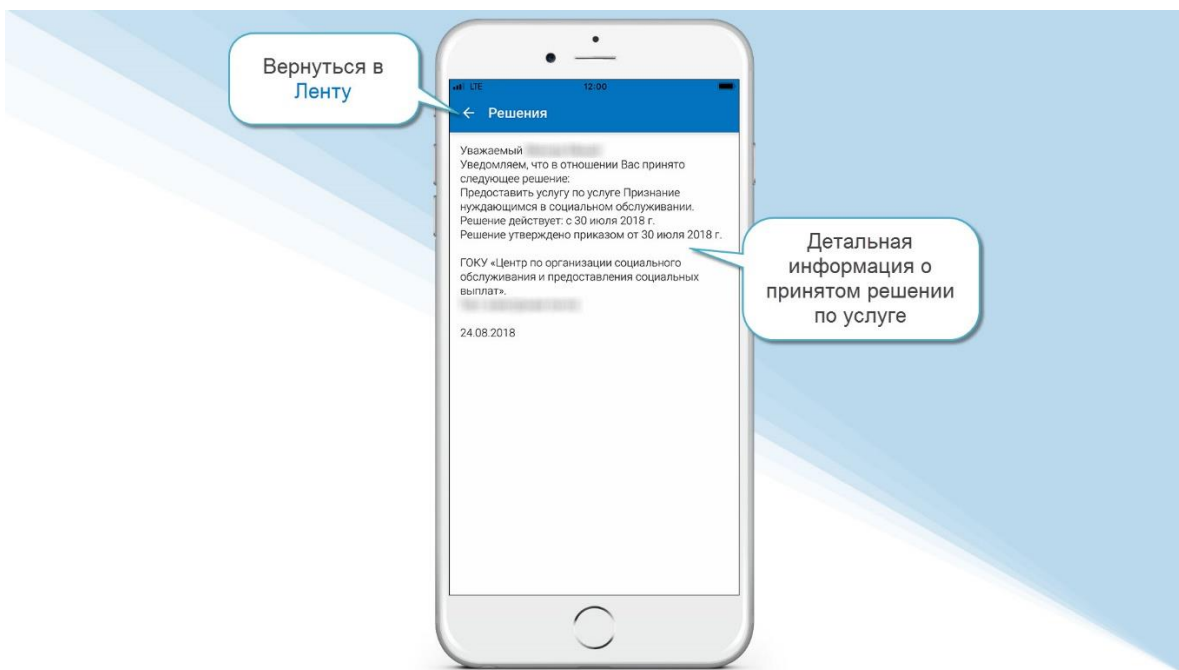 Вернуться в
Ленту
LTE
12:00
Решения
Уважаемый
Уведомляем, что в отношении Вас принято
следующее решение:
Предоставить услугу по услуге Признание
нуждающимся в социальном обслуживании.
Решение действует: с 30 июля 2018 г.
Решение утверждено приказом от 30 июля 2018 г.
ГОКУ «Центр по организации социального
обслуживания и предоставления социальных
выплат».
24.08.2018
Детальная
информация о
принятом решении
по услуге